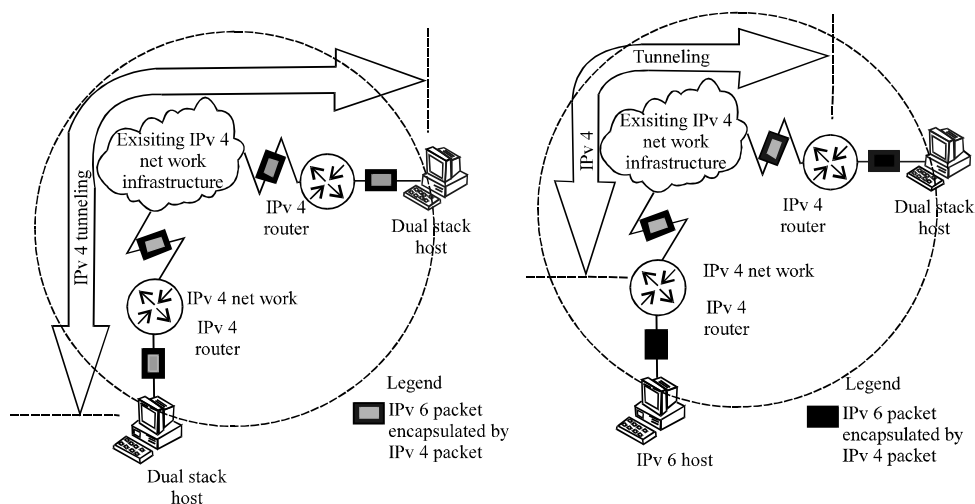 IPv 4 tunneling
Exisiting IPv 4
net work
infrastructure
IPv 4
router
Dual stack
host
IPv 4 net work
IPv 4
router
Dual stack
host
Legend
IPv 6 packet
encapsulated by
IPv 4 packet
Tunneling
IPv 4
Exisiting IPv 4
net work
infrastructure
IPv 4
router
Dual stack
host
IPv 4 net work
IPv 4
router
IPv 6 host
Legend
IPv 6 packet
encapsulated by
IPv 4 packet